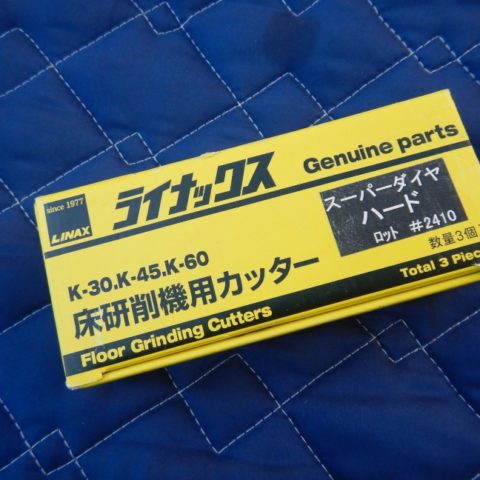 since 1977
LINAX
ライナックス
Genuine parts
スーパーダイヤ
ハード
ロット #2410
数量3個
Total 3 Piec
K-30.K-45.K-60
床研削機用カッター
Floor Grinding Cutters